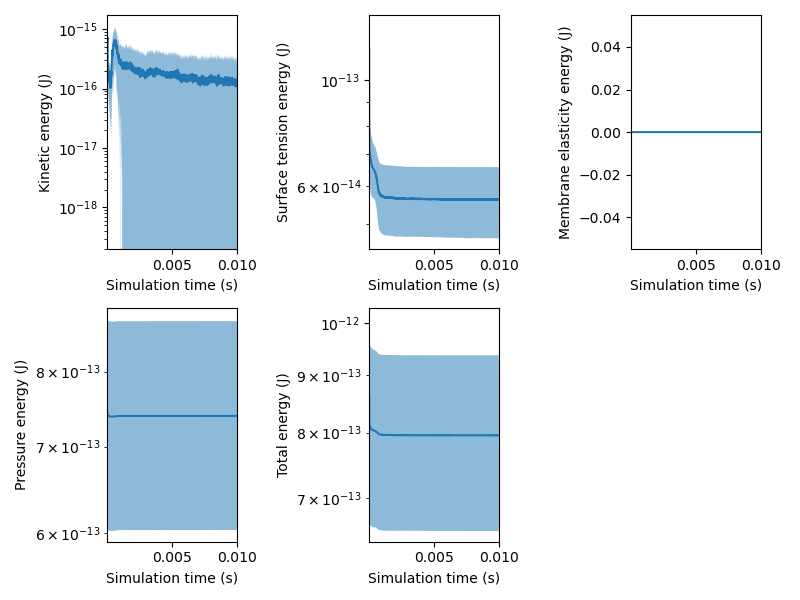 Kinetic energy (J)
10⁻¹⁵
10⁻¹⁶
10⁻¹⁷
10⁻¹⁸
0.005
0.010
Simulation time (s)
Surface tension energy (J)
10⁻¹³
6 × 10⁻¹⁴
0.005
0.010
Simulation time (s)
Membrane elasticity energy (J)
0.04
0.02
0.00
−0.02
−0.04
0.005
0.010
Simulation time (s)
Pressure energy (J)
8 × 10⁻¹³
7 × 10⁻¹³
6 × 10⁻¹³
0.005
0.010
Simulation time (s)
Total energy (J)
10⁻¹²
9 × 10⁻¹³
8 × 10⁻¹³
7 × 10⁻¹³
0.005
0.010
Simulation time (s)